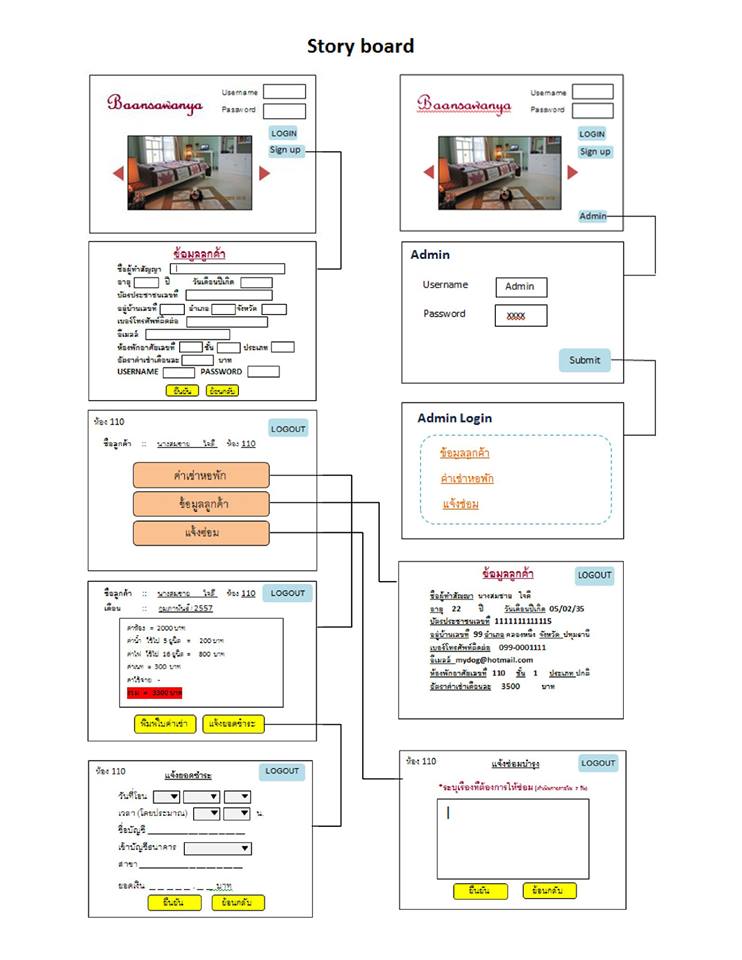 Story board
Baansawanya
Username
Password
LOGIN
Sign up
ข้อมูลลูกค้า
ชื่อผู้ทำสัญญา
อายุ ปี วันเดือนปีเกิด
บัตรประชาชนเลขที่
อยู่บ้านเลขที่ อำเภอ จังหวัด
เบอร์โทรศัพท์ติดต่อ
อีเมลล์
ห้องพักอาศัยเลขที่ ชั้น ประเภท
อัตราค่าเช่าเดือนละ บาท
USERNAME PASSWORD
ยืนยัน ย้อนกลับ
ห้อง 110
LOGOUT
ชื่อลูกค้า :: นางสมชาย ใจดี ห้อง 110
ค่าเช่าหอพัก
ข้อมูลลูกค้า
แจ้งซ่อม
ชื่อลูกค้า :: นางสมชาย ใจดี ห้อง 110 LOGOUT
เดือน :: กุมภาพันธ์/2557
ค่าห้อง = 2000 บาท
ค่าน้ำ ใช้ไป 5 ยูนิต = 200 บาท
ค่าไฟ ใช้ไป 16 ยูนิต = 800 บาท
ค่าเนท = 300 บาท
ค่าใช้จ่าย -
รวม = 3300 บาท
พิมพ์ใบค่าเช่า แจ้งยอดชำระ
ห้อง 110 แจ้งยอดชำระ LOGOUT
วันที่โอน
เวลา (โดยประมาณ) น.
ชื่อบัญชี
เข้าบัญชีธนาคาร
สาขา
ยอดเงิน บาท
ยืนยัน ย้อนกลับ
Baansawanya
Username
Password
LOGIN
Sign up
Admin
Admin
Username Admin
Password xxxx
Submit
Admin Login
ข้อมูลลูกค้า
ค่าเช่าหอพัก
แจ้งซ่อม
ข้อมูลลูกค้า LOGOUT
ชื่อผู้ทำสัญญา นางสมชาย ใจดี
อายุ 22 ปี วันเดือนปีเกิด 05/02/35
บัตรประชาชนเลขที่ 1111111111115
อยู่บ้านเลขที่ 99 อำเภอ คลองหนึ่ง จังหวัด ปทุมธานี
เบอร์โทรศัพท์ติดต่อ 099-0001111
อีเมลล์ mydog@hotmail.com
ห้องพักอาศัยเลขที่ 110 ชั้น 1 ประเภท ปกติ
อัตราค่าเช่าเดือนละ 3500 บาท
ห้อง 110 แจ้งซ่อมบำรุง LOGOUT
*ระบุเรื่องที่ต้องการให้ซ่อม
ยืนยัน ย้อนกลับ